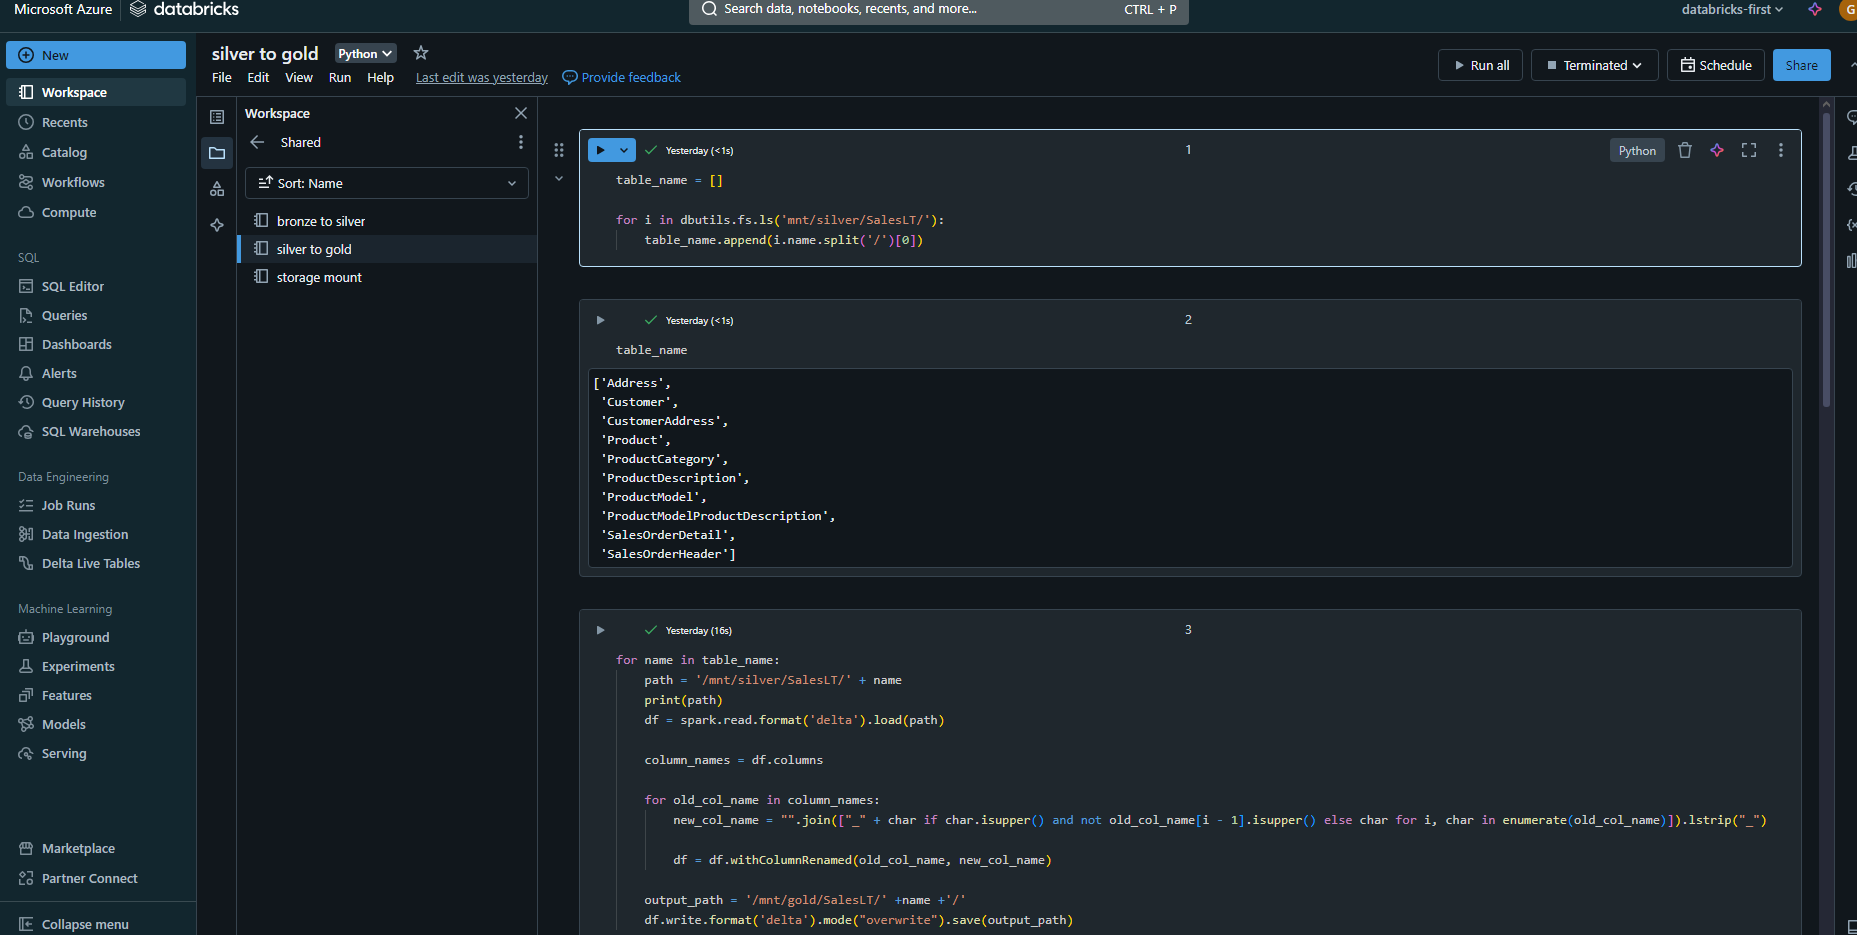 Microsoft Azure
databricks
Search data, notebooks, recents, and more...
CTRL + P
databricks-first
G
New
Workspace
Recents
Catalog
Workflows
Compute
SQL
SQL Editor
Queries
Dashboards
Alerts
Query History
SQL Warehouses
Data Engineering
Job Runs
Data Ingestion
Delta Live Tables
Machine Learning
Playground
Experiments
Features
Models
Serving
Marketplace
Partner Connect
Collapse menu
silver to gold
Python
File Edit View Run Help Last edit was yesterday Provide feedback
Run all
Terminated
Schedule
Share
Workspace
Shared
Sort: Name
bronze to silver
silver to gold
storage mount
Yesterday (<1s)
1
Python
table_name = []
for i in dbutils.fs.ls('mnt/silver/SalesLT/'):
table_name.append(i.name.split('/')[0])
Yesterday (<1s)
2
table_name
['Address',
'Customer',
'CustomerAddress',
'Product',
'ProductCategory',
'ProductDescription',
'ProductModel',
'ProductModelProductDescription',
'SalesOrderDetail',
'SalesOrderHeader']
Yesterday (16s)
3
for name in table_name:
path = '/mnt/silver/SalesLT/' + name
print(path)
df = spark.read.format('delta').load(path)
column_names = df.columns
for old_col_name in column_names:
new_col_name = "".join(["_" + char if char.isupper() and not old_col_name[i - 1].isupper() else char for i, char in enumerate(old_col_name)]).lstrip("_")
df = df.withColumnRenamed(old_col_name, new_col_name)
output_path = '/mnt/gold/SalesLT/' +name +'/'
df.write.format('delta').mode("overwrite").save(output_path)